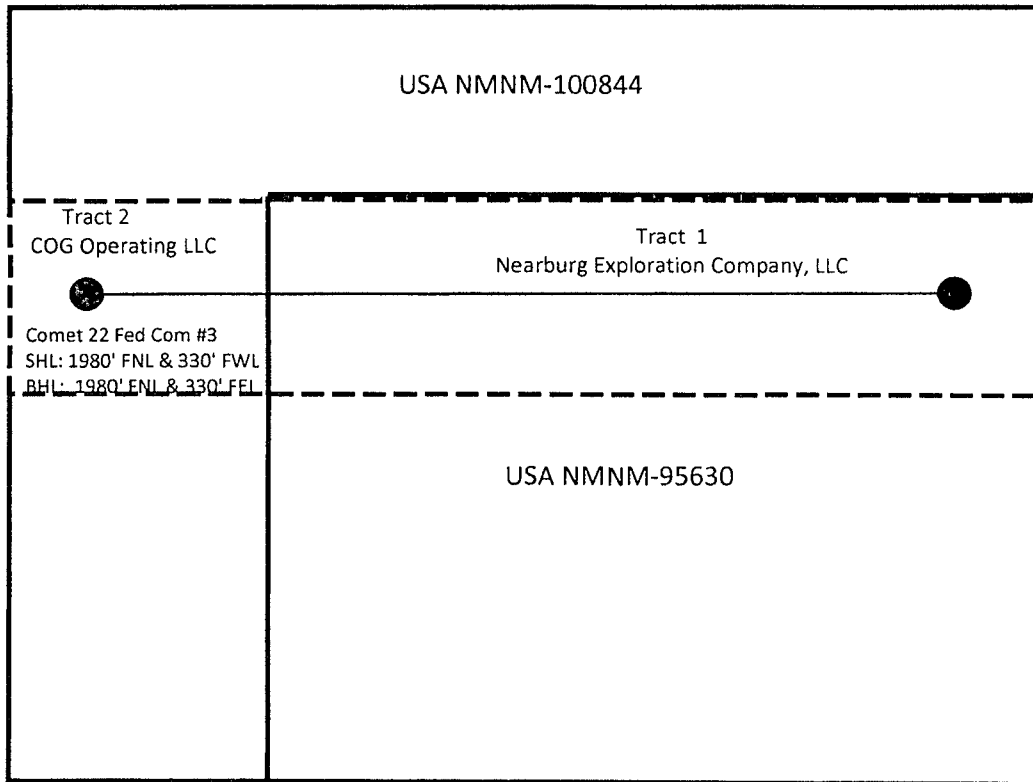 USA NMNM-100844
Tract 2
COG Operating LLC
Tract 1
Nearburg Exploration Company, LLC
Comet 22 Fed Com #3
SHL: 1980' FNL & 330' FWL
BHL: 1980' FNL & 330' FEL
USA NMNM-95630